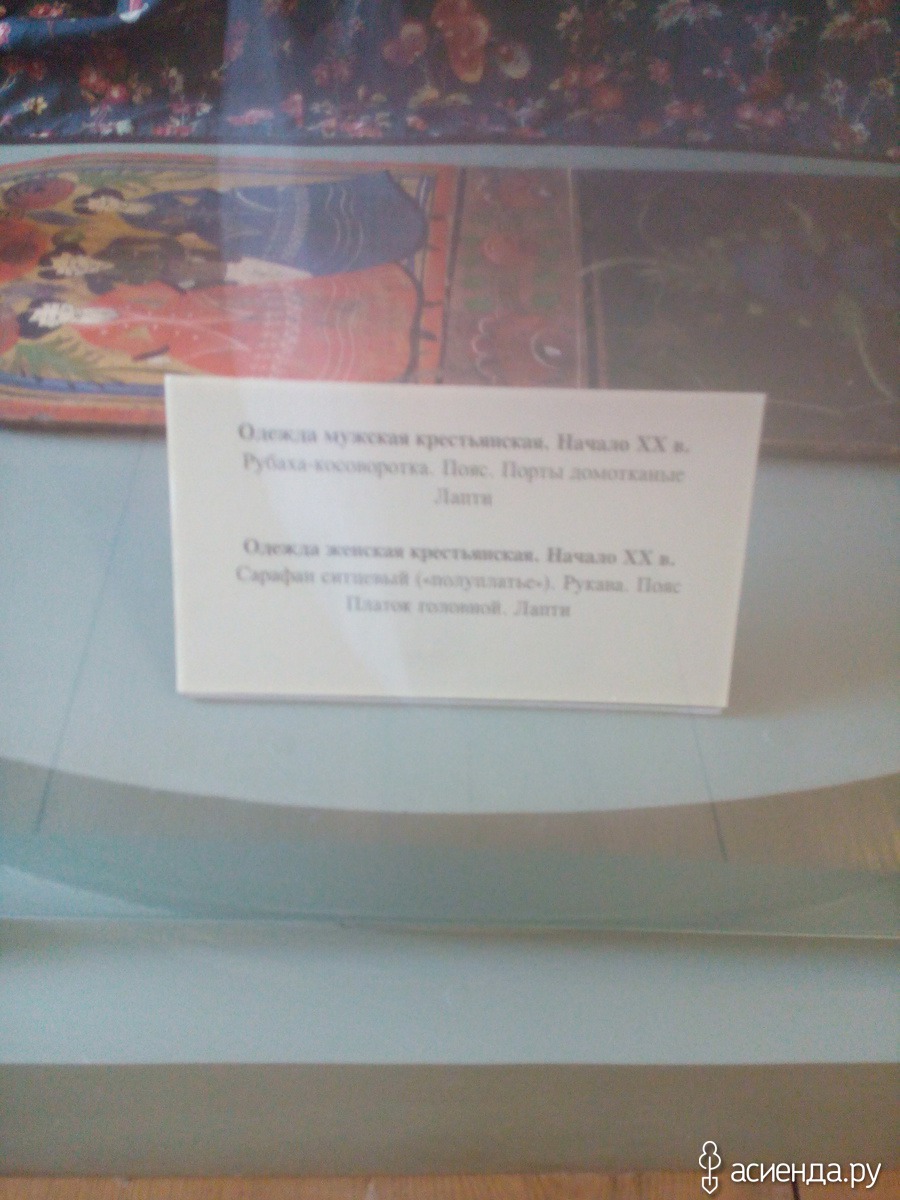 Одежда мужская крестьянская. Начало XX в.
Рубаха-косоворотка. Пояс. Порты домотканые
Лапти
Одежда женская крестьянская. Начало XX в.
Сарафан ситцевый («полуплатье»). Рукава. Пояс
Платок головной. Лапти
асиенда.ру